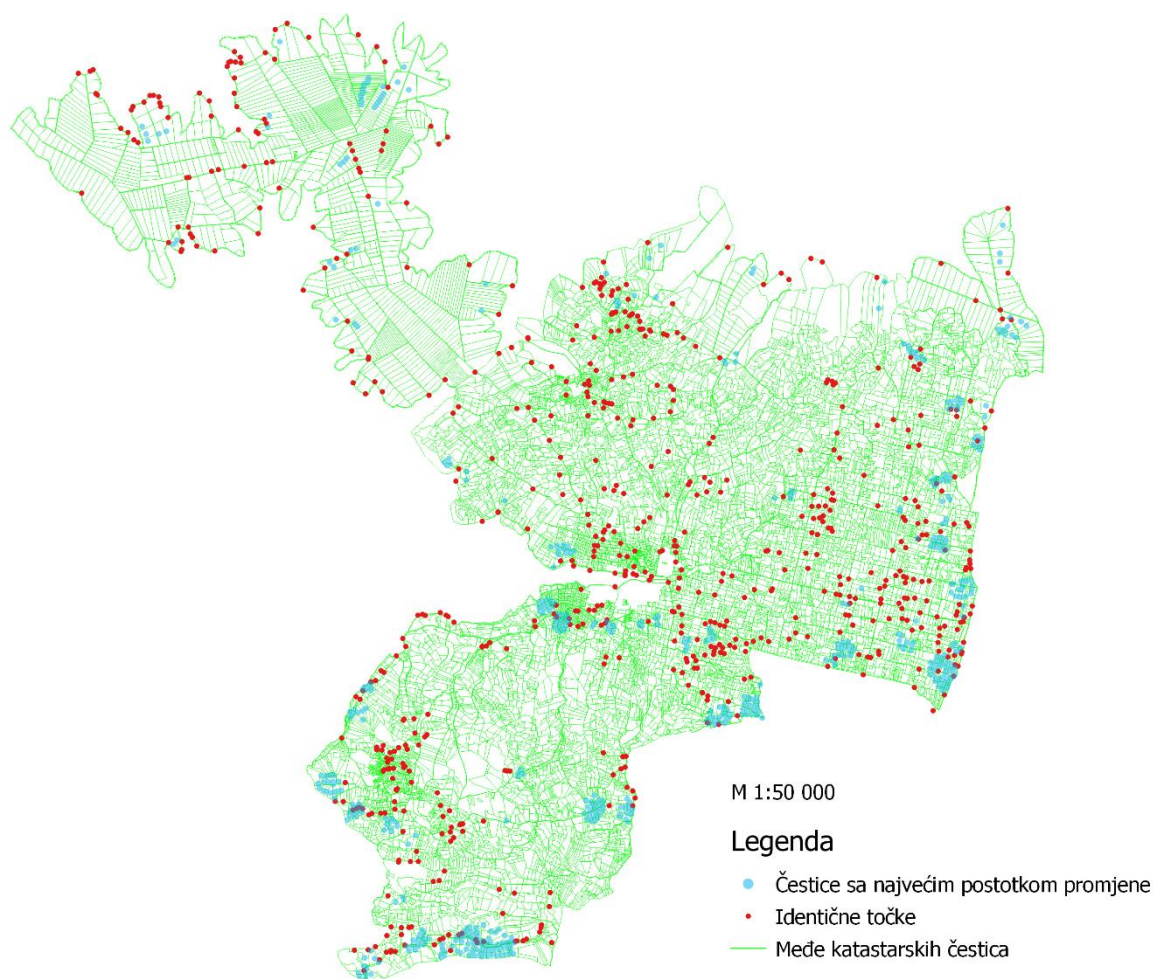 M 1:50 000
Legenda
Čestice sa najvećim postotkom promjene
Identične točke
Međe katastarskih čestica